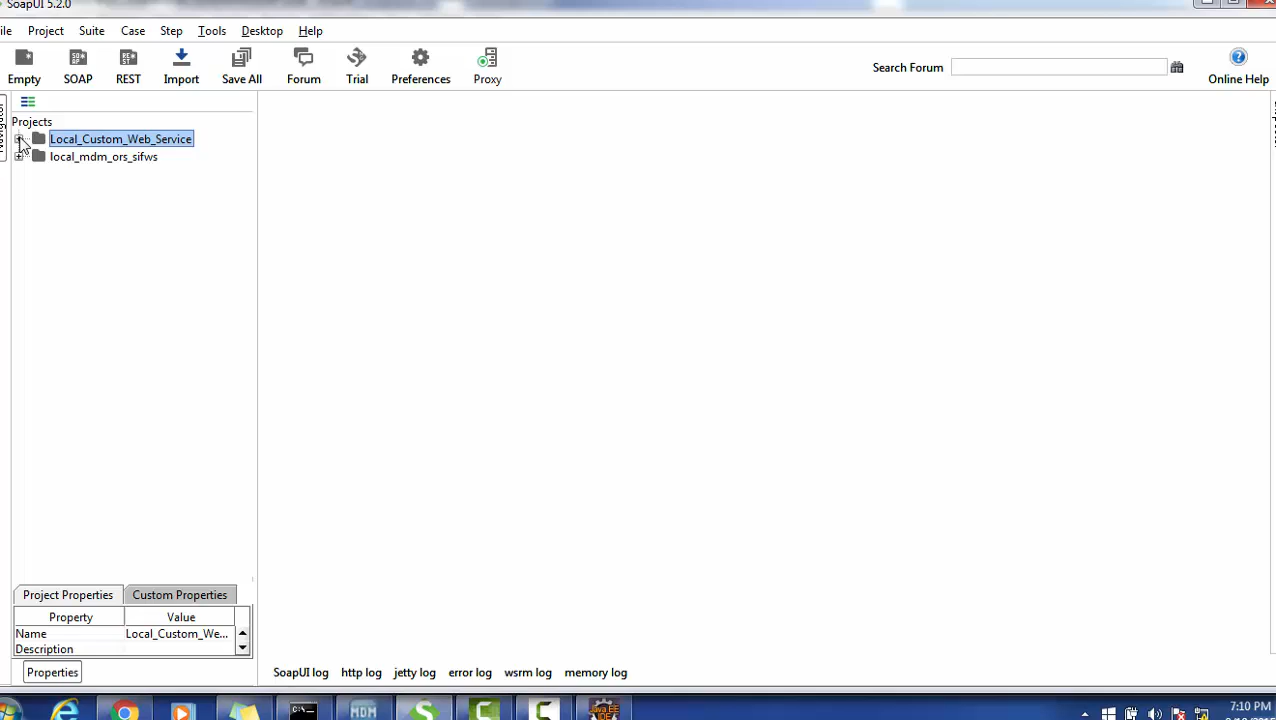 SoapUI 5.2.0
ile Project Suite Case Step Tools Desktop Help
Empty SOAP REST Import Save All Forum Trial Preferences Proxy Search Forum Online Help
Projects
Local_Custom_Web_Service
local_mdm_ors_sifws
Project Properties Custom Properties
Property Value
Name Local_Custom_We...
Description
Properties
SoapUI log http log jetty log error log wsrm log memory log
MDM
7:10 PM